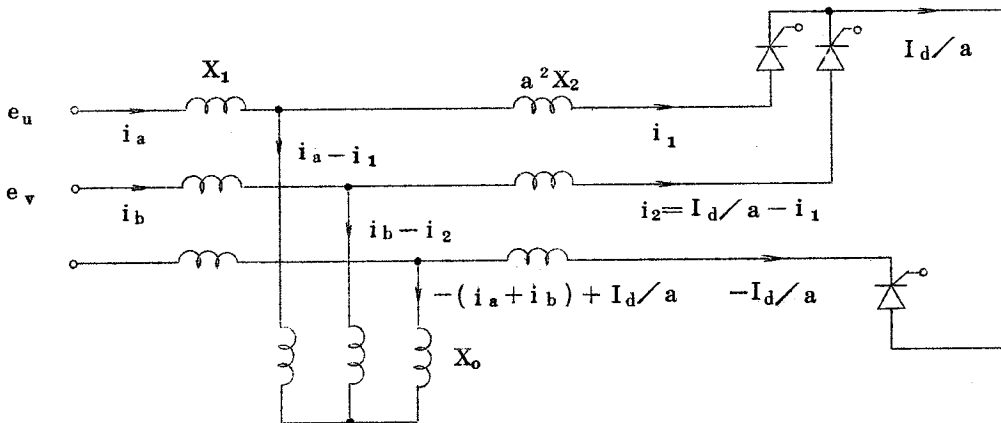 I_d/a
X₁
a²X₂
e_u
i_a
i₁
i_a−i₁
e_v
i_b
i₂=I_d/a−i₁
i_b−i₂
−(i_a+i_b)+I_d/a
−I_d/a
X_o